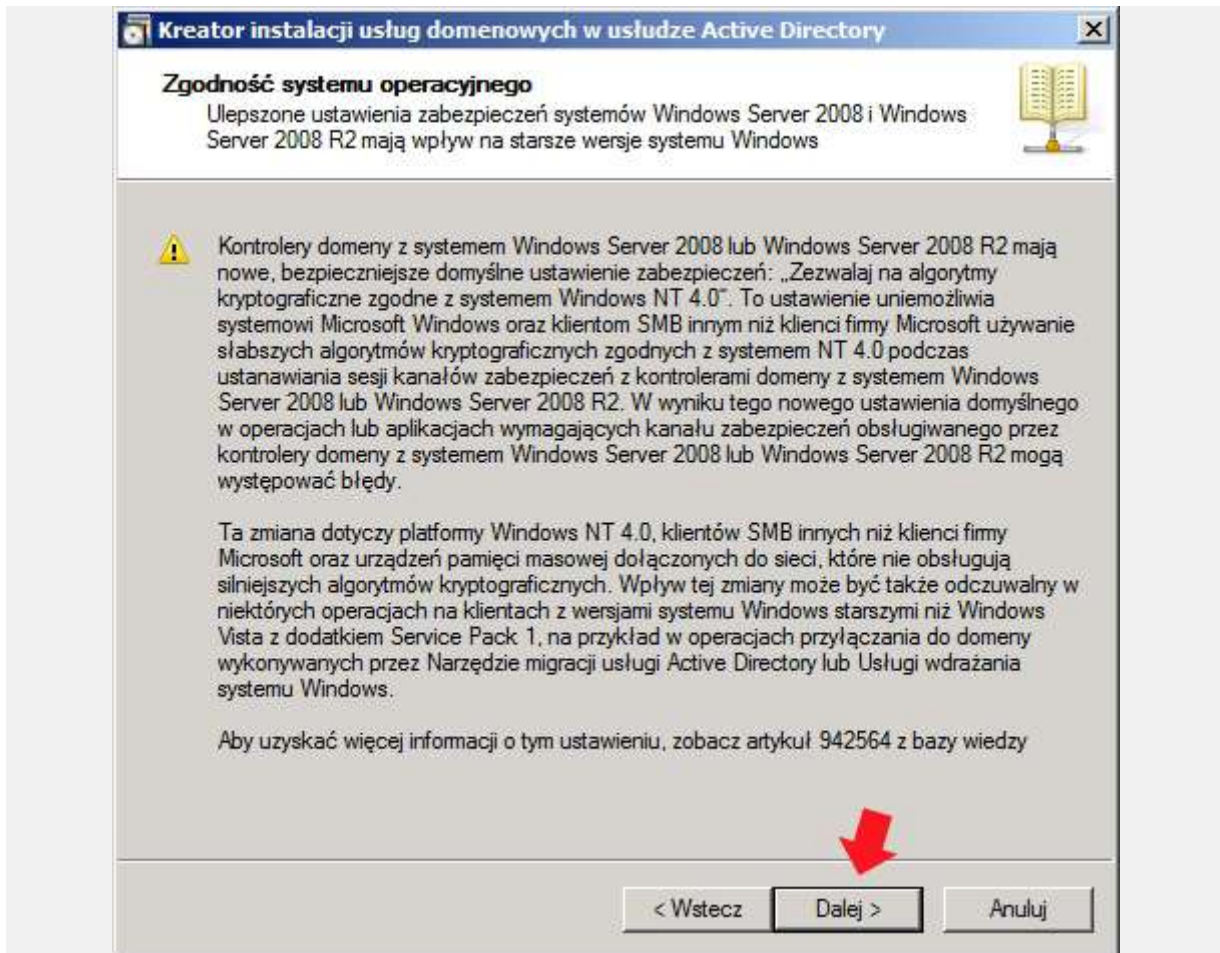 Kreator instalacji usług domenowych w usłudze Active Directory
Zgodność systemu operacyjnego
Ulepszone ustawienia zabezpieczeń systemów Windows Server 2008 i Windows
Server 2008 R2 mają wpływ na starsze wersje systemu Windows
Kontrolery domeny z systemem Windows Server 2008 lub Windows Server 2008 R2 mają
nowe, bezpieczniejsze domyślne ustawienie zabezpieczeń: „Zezwalaj na algorytmy
kryptograficzne zgodne z systemem Windows NT 4.0”. To ustawienie uniemożliwia
systemowi Microsoft Windows oraz klientom SMB innym niż klienci firmy Microsoft używanie
słabszych algorytmów kryptograficznych zgodnych z systemem NT 4.0 podczas
ustanawiania sesji kanałów zabezpieczeń z kontrolerami domeny z systemem Windows
Server 2008 lub Windows Server 2008 R2. W wyniku tego nowego ustawienia domyślnego
w operacjach lub aplikacjach wymagających kanału zabezpieczeń obsługiwanego przez
kontrolery domeny z systemem Windows Server 2008 lub Windows Server 2008 R2 mogą
występować błędy.
Ta zmiana dotyczy platformy Windows NT 4.0, klientów SMB innych niż klienci firmy
Microsoft oraz urządzeń pamięci masowej dołączonych do sieci, które nie obsługują
silniejszych algorytmów kryptograficznych. Wpływ tej zmiany może być także odczuwalny w
niektórych operacjach na klientach z wersjami systemu Windows starszymi niż Windows
Vista z dodatkiem Service Pack 1, na przykład w operacjach przyłączania do domeny
wykonywanych przez Narzędzie migracji usługi Active Directory lub Usługi wdrażania
systemu Windows.
Aby uzyskać więcej informacji o tym ustawieniu, zobacz artykuł 942564 z bazy wiedzy
< Wstecz
Dalej >
Anuluj